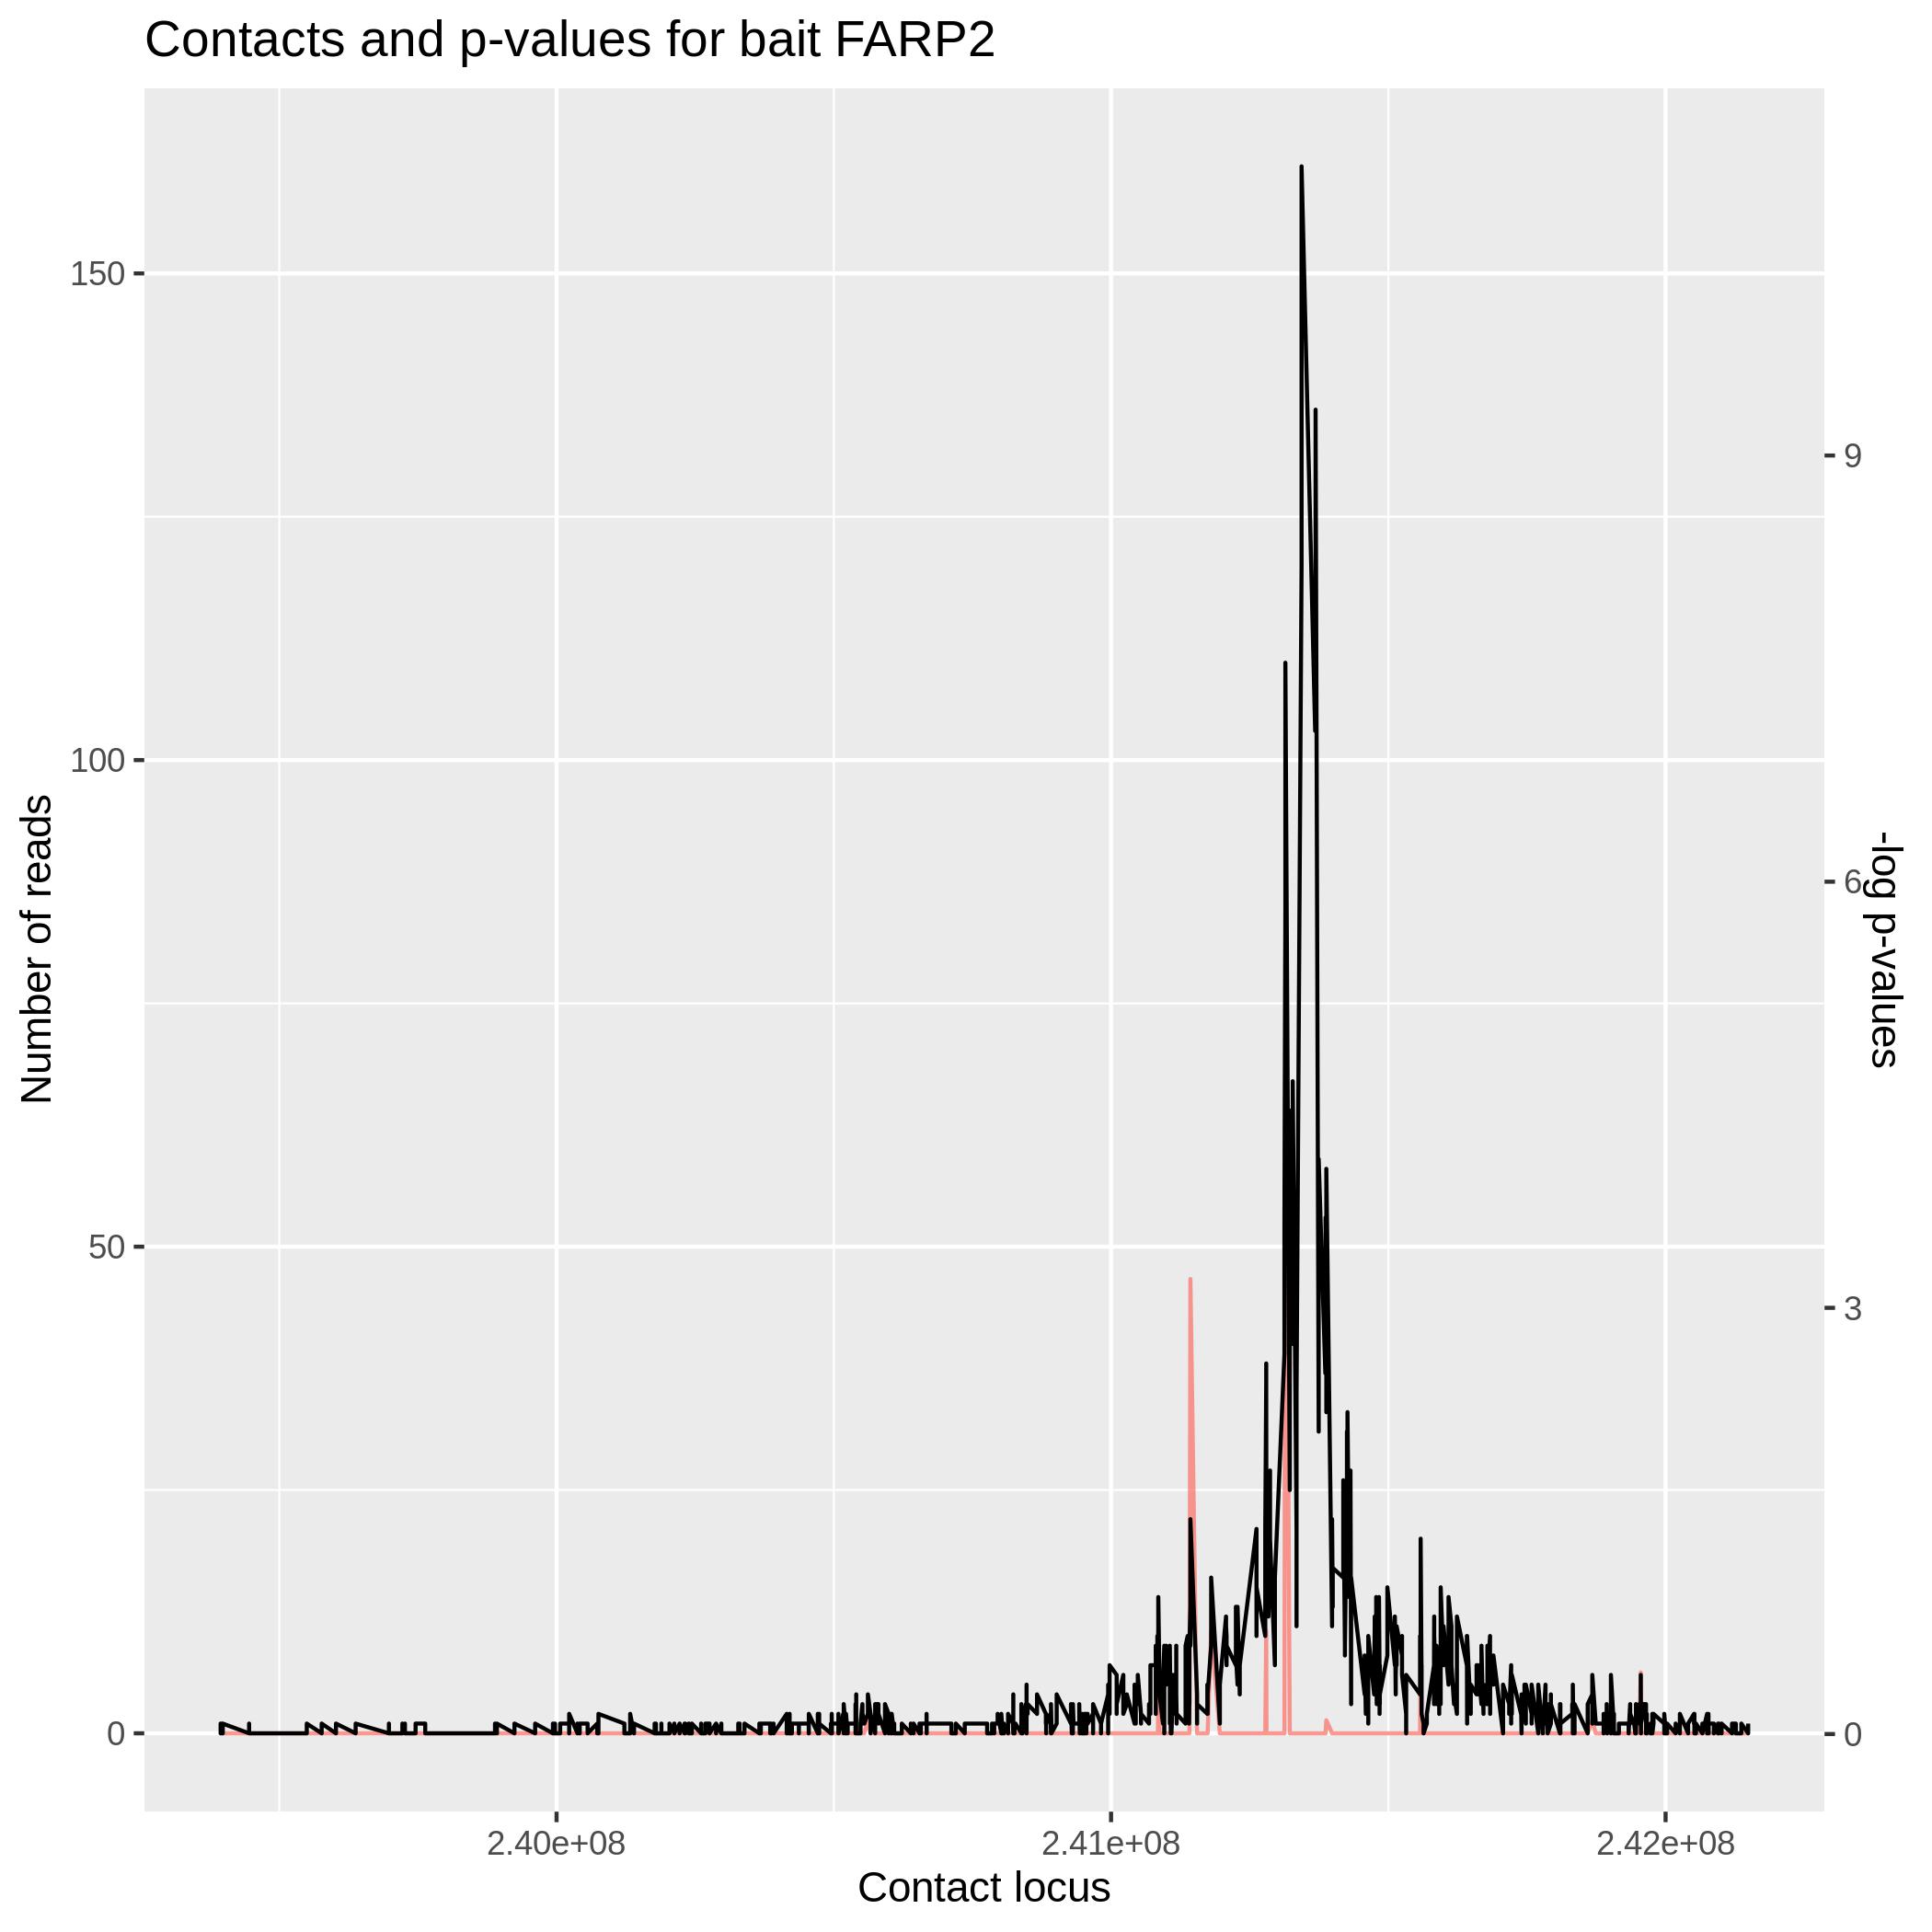 Contacts and p-values for bait FARP2
150
100
50
0
9
6
3
0
Number of reads
-log p-values
2.40e+08
2.41e+08
2.42e+08
Contact locus